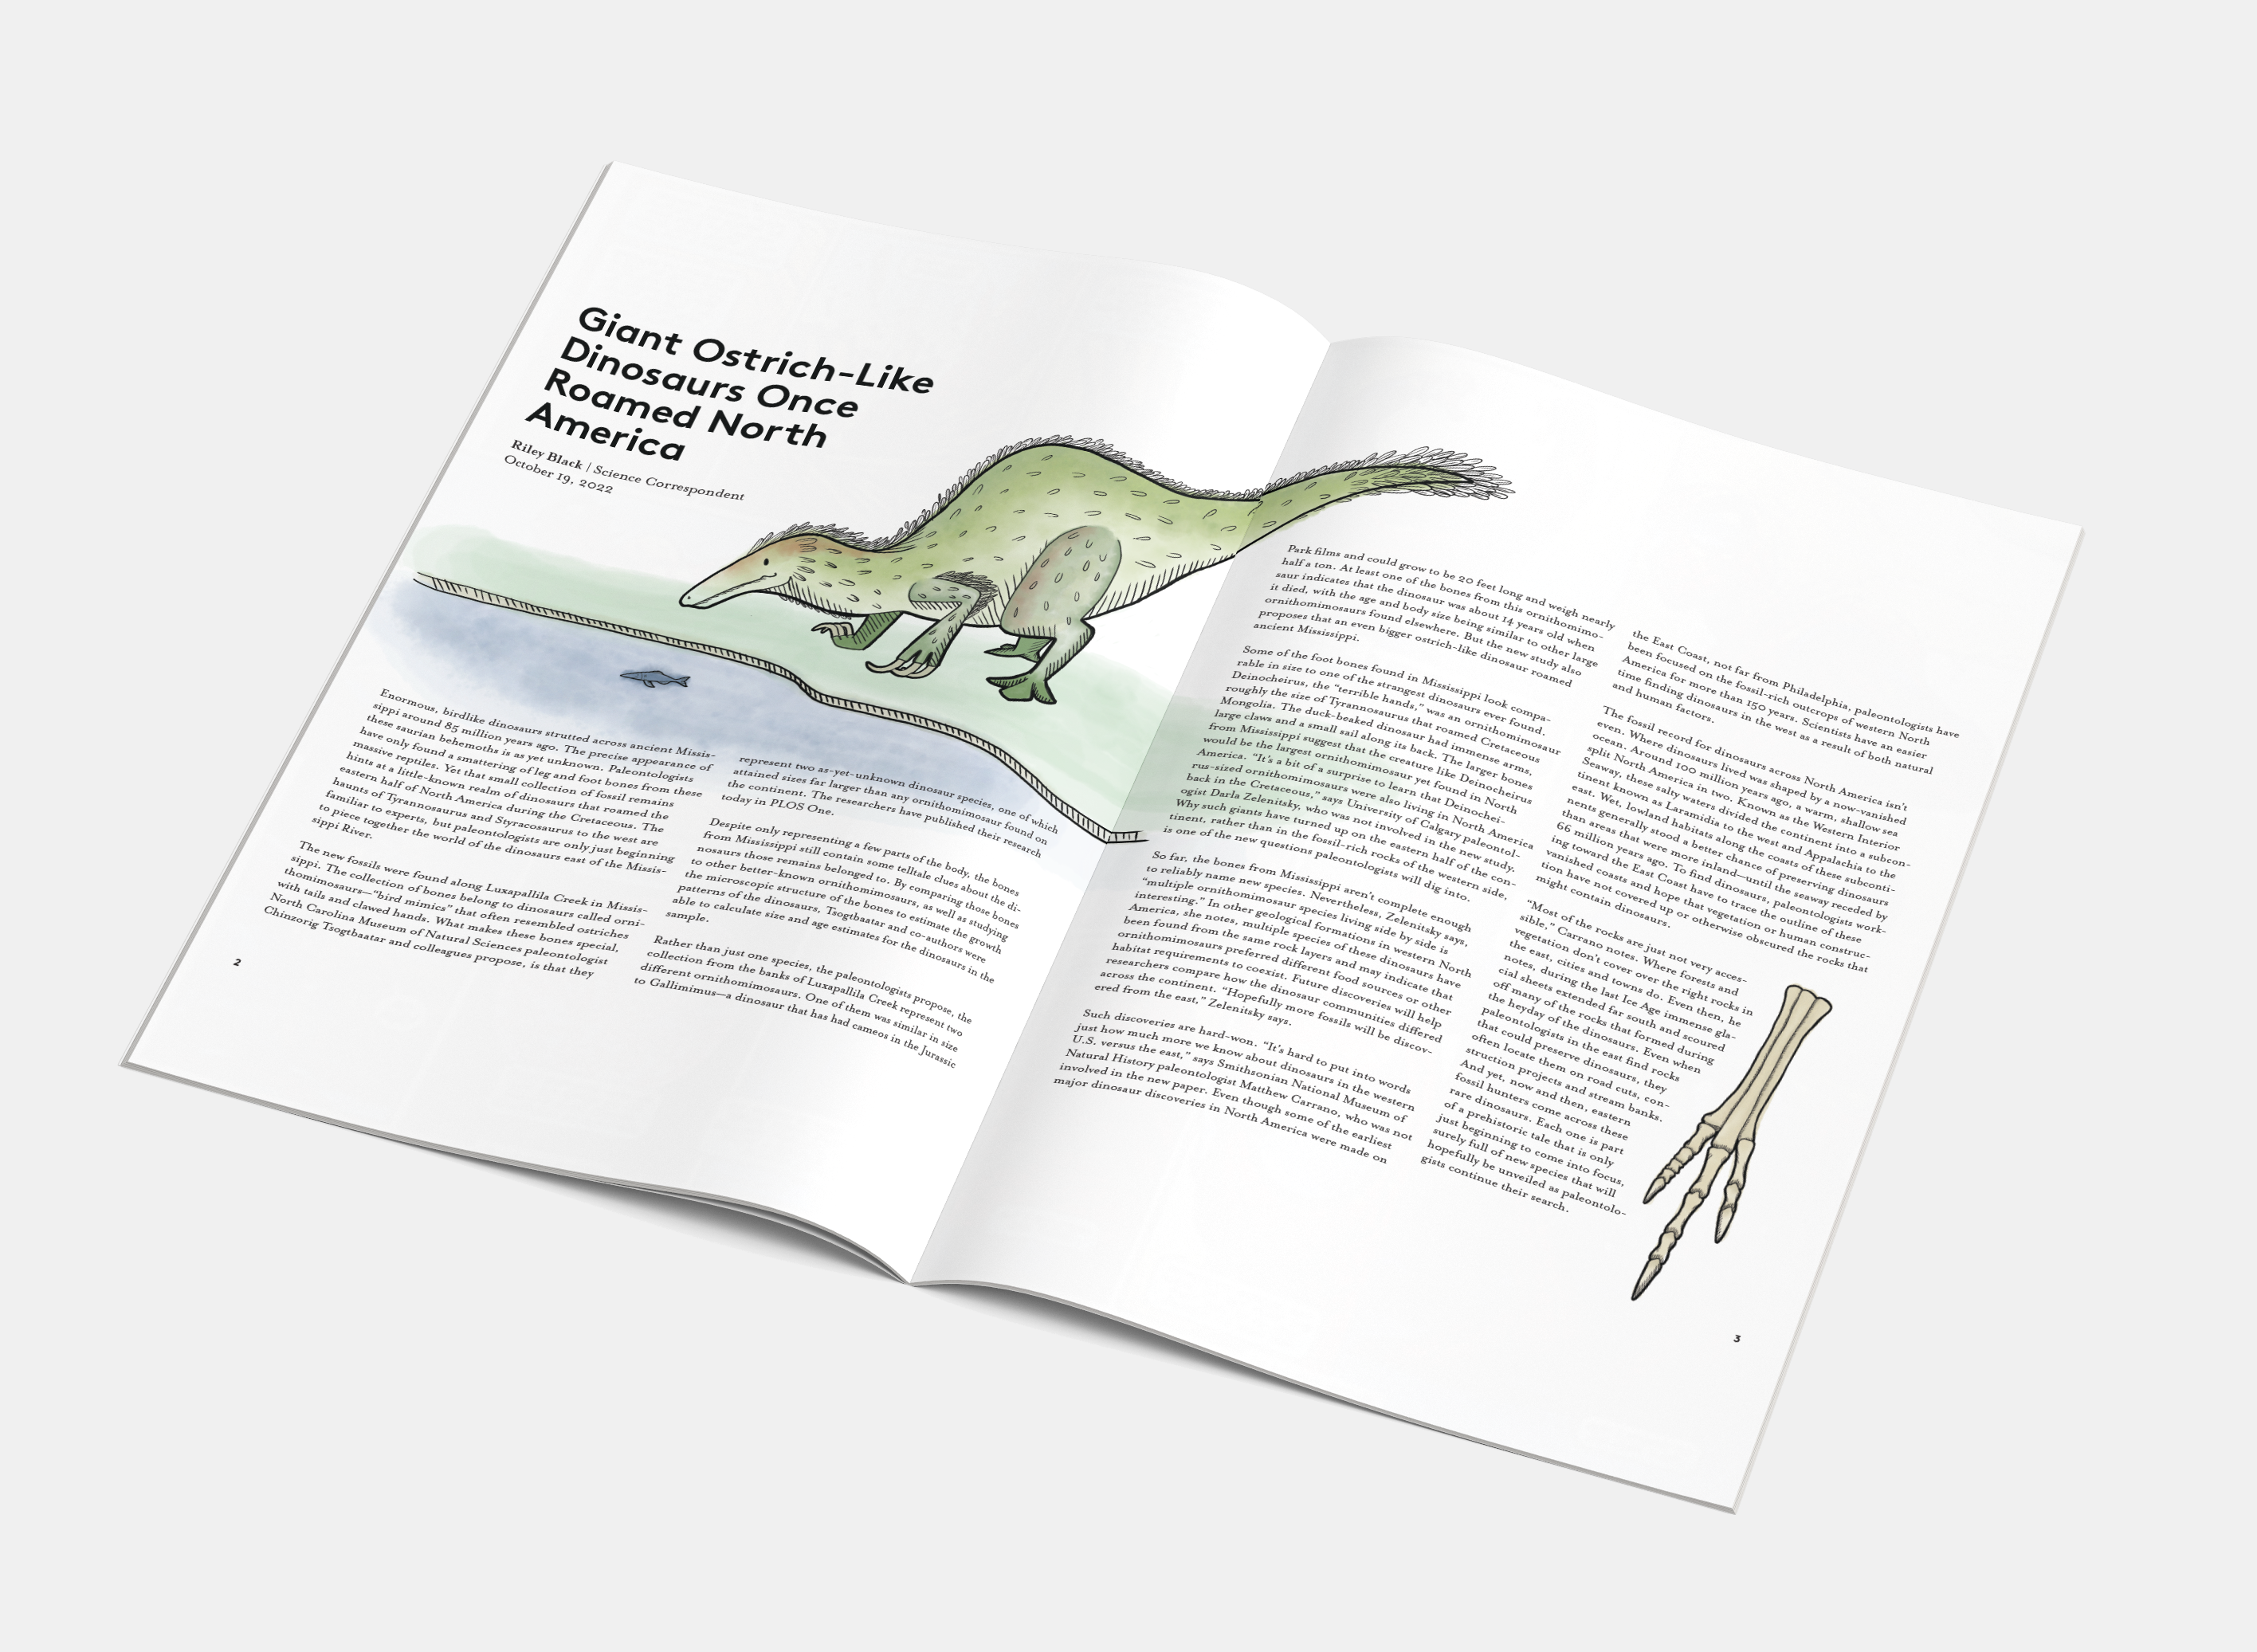 Giant Ostrich-Like
Dinosaurs Once
Roamed North
America
Riley Black | Science Correspondent
October 19, 2022
Enormous, birdlike dinosaurs strutted across ancient Missis-
sippi around 85 million years ago. The precise appearance of
these saurian behemoths is as yet unknown. Paleontologists
have only found a smattering of leg and foot bones from these
massive reptiles. Yet that small collection of fossil remains
hints at a little-known realm of dinosaurs that roamed the
eastern half of North America during the Cretaceous. The
haunts of Tyrannosaurus and Styracosaurus to the west are
familiar to experts, but paleontologists are only just beginning
to piece together the world of the dinosaurs east of the Missis-
sippi River.
The new fossils were found along Luxapallila Creek in Missis-
sippi. The collection of bones belong to dinosaurs called orni-
thomimosaurs—“bird mimics” that often resembled ostriches
with tails and clawed hands. What makes these bones special,
North Carolina Museum of Natural Sciences paleontologist
Chinzorig Tsogtbaatar and colleagues propose, is that they
represent two as-yet-unknown dinosaur species, one of which
attained sizes far larger than any ornithomimosaur found on
the continent. The researchers have published their research
today in PLOS One.
Despite only representing a few parts of the body, the bones
from Mississippi still contain some telltale clues about the di-
nosaurs those remains belonged to. By comparing those bones
to other better-known ornithomimosaurs, as well as studying
the microscopic structure of the bones to estimate the growth
patterns of the dinosaurs, Tsogtbaatar and co-authors were
able to calculate size and age estimates for the dinosaurs in the
sample.
Rather than just one species, the paleontologists propose, the
collection from the banks of Luxapallila Creek represent two
different ornithomimosaurs. One of them was similar in size
to Gallimimus—a dinosaur that has had cameos in the Jurassic
2
Park films and could grow to be 20 feet long and weigh nearly
half a ton. At least one of the bones from this ornithomimo-
saur indicates that the dinosaur was about 14 years old when
it died, with the age and body size being similar to other large
ornithomimosaurs found elsewhere. But the new study also
proposes that an even bigger ostrich-like dinosaur roamed
ancient Mississippi.
Some of the foot bones found in Mississippi look compa-
rable in size to one of the strangest dinosaurs ever found.
Deinocheirus, the “terrible hands,” was an ornithomimosaur
roughly the size of Tyrannosaurus that roamed Cretaceous
Mongolia. The duck-beaked dinosaur had immense arms,
large claws and a small sail along its back. The larger bones
from Mississippi suggest that the creature like Deinocheirus
would be the largest ornithomimosaur yet found in North
America. “It’s a bit of a surprise to learn that Deinochei-
rus-sized ornithomimosaurs were also living in North America
back in the Cretaceous,” says University of Calgary paleontol-
ogist Darla Zelenitsky, who was not involved in the new study.
Why such giants have turned up on the eastern half of the con-
tinent, rather than in the fossil-rich rocks of the western side,
is one of the new questions paleontologists will dig into.
So far, the bones from Mississippi aren’t complete enough
to reliably name new species. Nevertheless, Zelenitsky says,
“multiple ornithomimosaur species living side by side is
interesting.” In other geological formations in western North
America, she notes, multiple species of these dinosaurs have
been found from the same rock layers and may indicate that
ornithomimosaurs preferred different food sources or other
habitat requirements to coexist. Future discoveries will help
researchers compare how the dinosaur communities differed
across the continent. “Hopefully more fossils will be discov-
ered from the east,” Zelenitsky says.
Such discoveries are hard-won. “It’s hard to put into words
just how much more we know about dinosaurs in the western
U.S. versus the east,” says Smithsonian National Museum of
Natural History paleontologist Matthew Carrano, who was not
involved in the new paper. Even though some of the earliest
major dinosaur discoveries in North America were made on
the East Coast, not far from Philadelphia, paleontologists have
been focused on the fossil-rich outcrops of western North
America for more than 150 years. Scientists have an easier
time finding dinosaurs in the west as a result of both natural
and human factors.
The fossil record for dinosaurs across North America isn’t
even. Where dinosaurs lived was shaped by a now-vanished
ocean. Around 100 million years ago, a warm, shallow sea
split North America in two. Known as the Western Interior
Seaway, these salty waters divided the continent into a subcon-
tinent known as Laramidia to the west and Appalachia to the
east. Wet, lowland habitats along the coasts of these subconti-
nents generally stood a better chance of preserving dinosaurs
than areas that were more inland—until the seaway receded by
66 million years ago. To find dinosaurs, paleontologists work-
ing toward the East Coast have to trace the outline of these
vanished coasts and hope that vegetation or human construc-
tion have not covered up or otherwise obscured the rocks that
might contain dinosaurs.
“Most of the rocks are just not very acces-
sible,” Carrano notes. Where forests and
vegetation don’t cover over the right rocks in
the east, cities and towns do. Even then, he
notes, during the last Ice Age immense gla-
cial sheets extended far south and scoured
off many of the rocks that formed during
the heyday of the dinosaurs. Even when
paleontologists in the east find rocks
that could preserve dinosaurs, they
often locate them on road cuts, con-
struction projects and stream banks.
And yet, now and then, eastern
fossil hunters come across these
rare dinosaurs. Each one is part
of a prehistoric tale that is only
just beginning to come into focus,
surely full of new species that will
hopefully be unveiled as paleontolo-
gists continue their search.
3